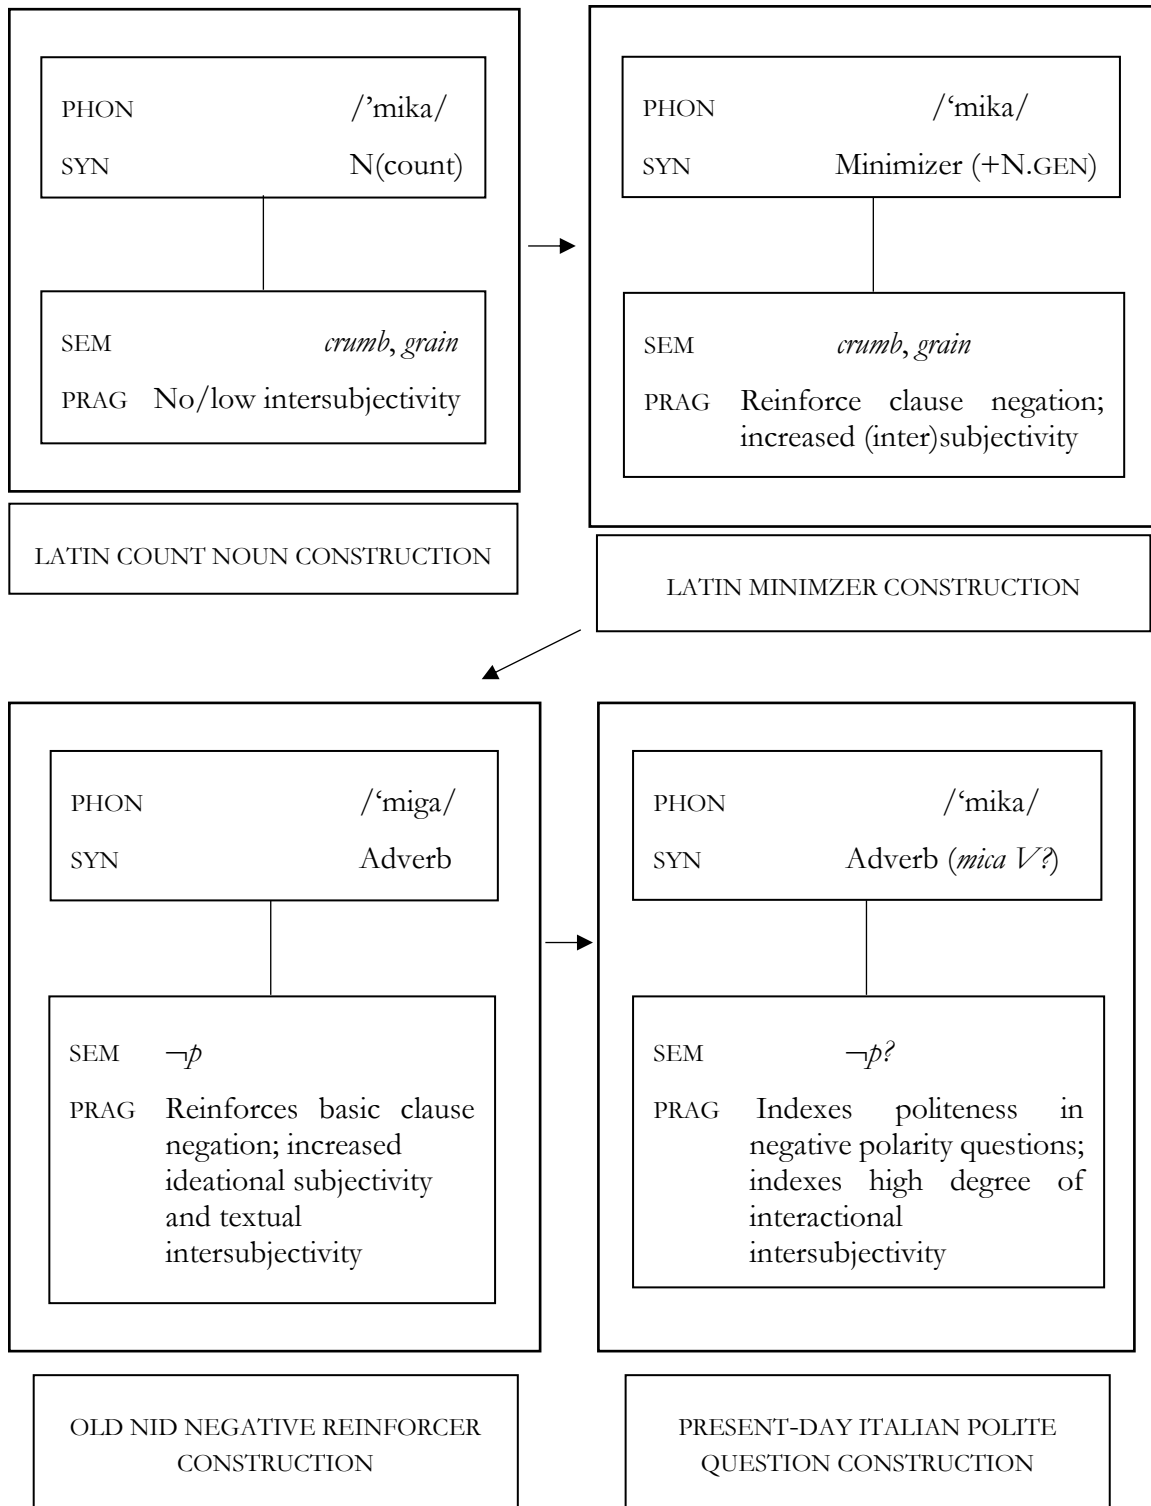 PHON /’mika/
SYN N(count)
SEM crumb, grain
PRAG No/low intersubjectivity
LATIN COUNT NOUN CONSTRUCTION
PHON /‘mika/
SYN Minimizer (+N.GEN)
SEM crumb, grain
PRAG Reinforce clause negation;
increased (inter)subjectivity
LATIN MINIMZER CONSTRUCTION
PHON /‘miga/
SYN Adverb
SEM ¬p
PRAG Reinforces basic clause
negation; increased
ideational subjectivity
and textual
intersubjectivity
OLD NID NEGATIVE REINFORCER
CONSTRUCTION
PHON /‘mika/
SYN Adverb (mica V?)
SEM ¬p?
PRAG Indexes politeness in
negative polarity questions;
indexes high degree of
interactional
intersubjectivity
PRESENT-DAY ITALIAN POLITE
QUESTION CONSTRUCTION